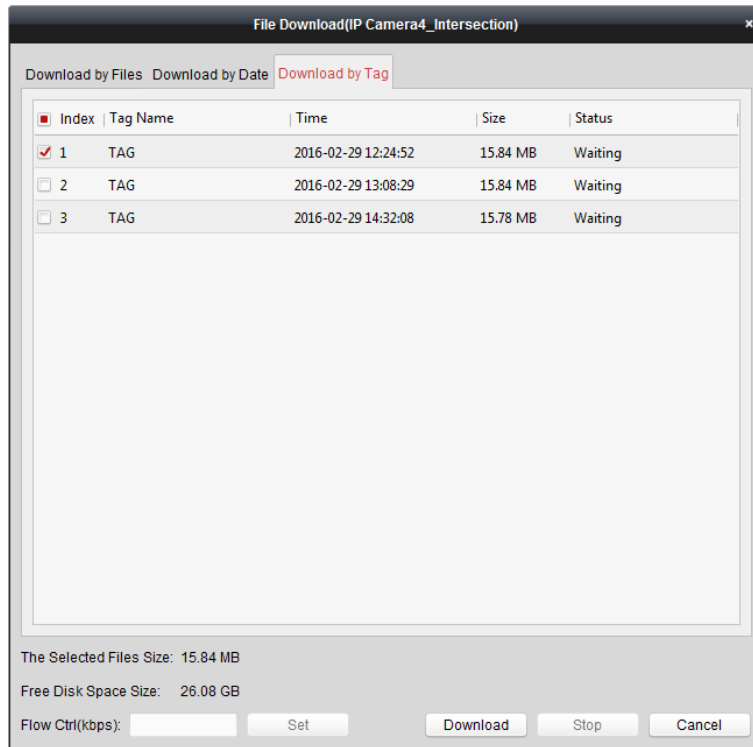 File Download(IP Camera4_Intersection) ×
Download by Files Download by Date Download by Tag
Index Tag Name Time Size Status
1 TAG 2016-02-29 12:24:52 15.84 MB Waiting
2 TAG 2016-02-29 13:08:29 15.84 MB Waiting
3 TAG 2016-02-29 14:32:08 15.78 MB Waiting
The Selected Files Size: 15.84 MB
Free Disk Space Size: 26.08 GB
Flow Ctrl(kbps): Set Download Stop Cancel